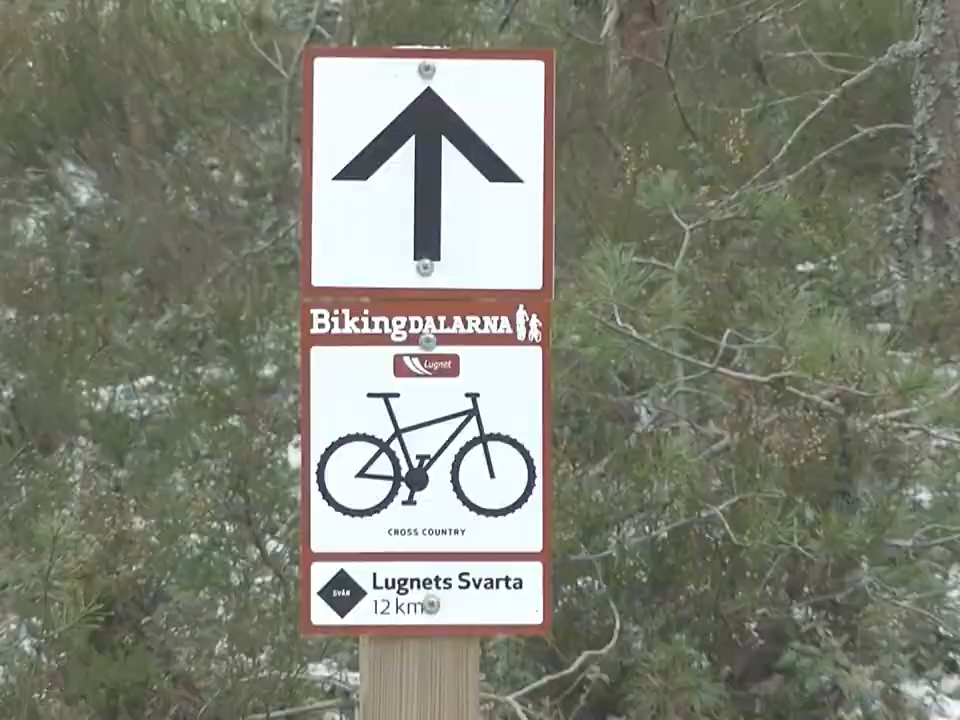 BikingDALARNA
Lugnet
CROSS COUNTRY
SVÅR
Lugnets Svarta
12 km